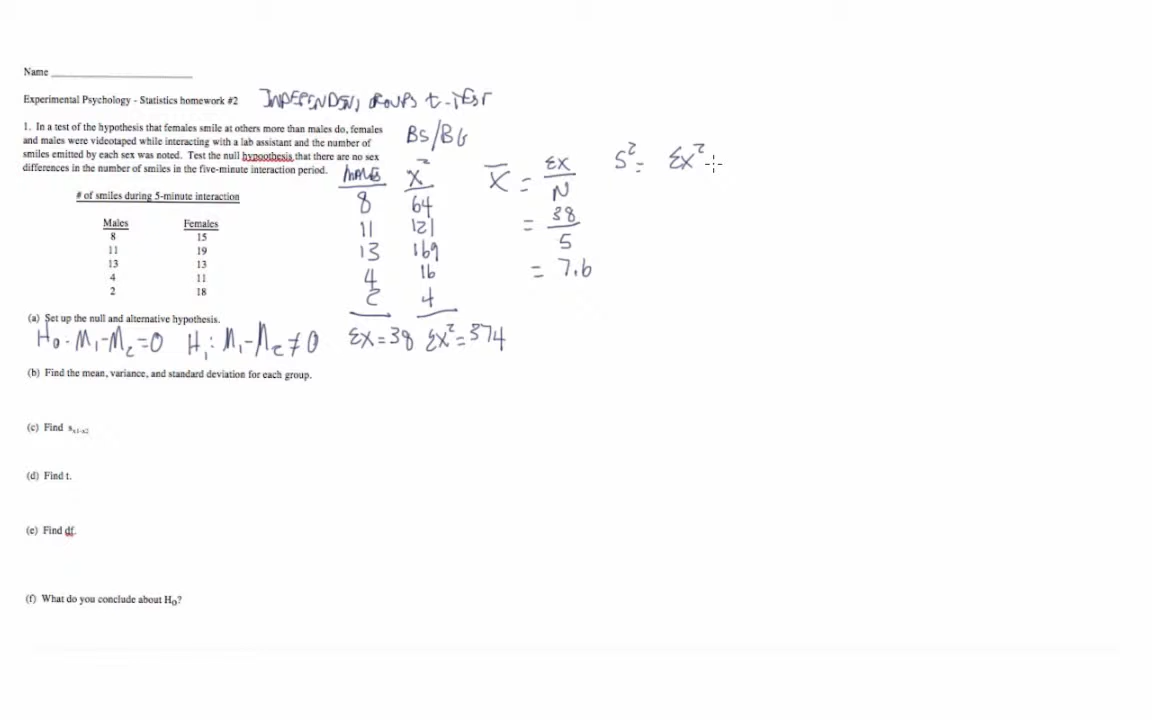 Name
Experimental Psychology - Statistics homework #2
INDEPENDENT GROUPS t-TEST
1. In a test of the hypothesis that females smile at others more than males do, females
and males were videotaped while interacting with a lab assistant and the number of
smiles emitted by each sex was noted. Test the null hypoothesis that there are no sex
differences in the number of smiles in the five-minute interaction period.
# of smiles during 5-minute interaction
Males Females
8 15
11 19
13 13
4 11
2 18
(a) Set up the null and alternative hypothesis.
H₀: M₁-M₂=0 H₁: M₁-M₂≠0
(b) Find the mean, variance, and standard deviation for each group.
(c) Find sx1-x2
(d) Find t.
(e) Find df.
(f) What do you conclude about H₀?
BS/BG
MALES X²
8 64
11 121
13 169
4 16
2 4
ΣX=38 ΣX²=374
X̄ = ΣX/N
= 38/5
= 7.6
S² = ΣX²-